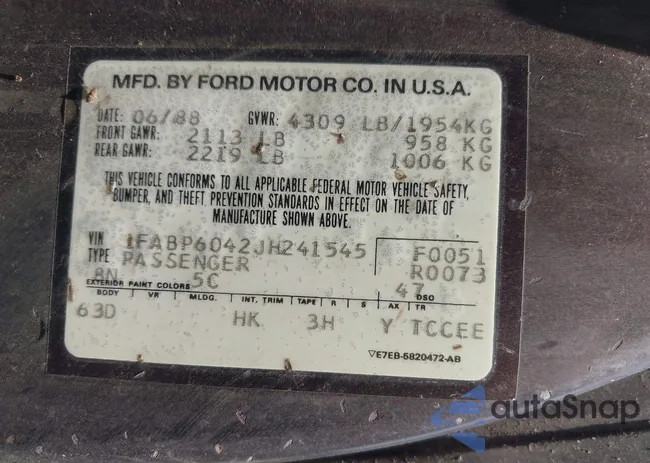 MFD. BY FORD MOTOR CO. IN U.S.A.
DATE: 06/88 GVWR: 4309 LB/1954KG
FRONT GAWR: 2113 LB 958 KG
REAR GAWR: 2219 LB 1006 KG
THIS VEHICLE CONFORMS TO ALL APPLICABLE FEDERAL MOTOR VEHICLE SAFETY,
BUMPER, AND THEFT PREVENTION STANDARDS IN EFFECT ON THE DATE OF
MANUFACTURE SHOWN ABOVE.
VIN 1FABP6042JH241545 F0051
TYPE PASSENGER R0073
8N 5C 47
EXTERIOR PAINT COLORS DSO
BODY VR MLDG. INT. TRIM TAPE R S AX TR
63D HK 3H Y TCCEE
E7EB-5820472-AB
autoSnap